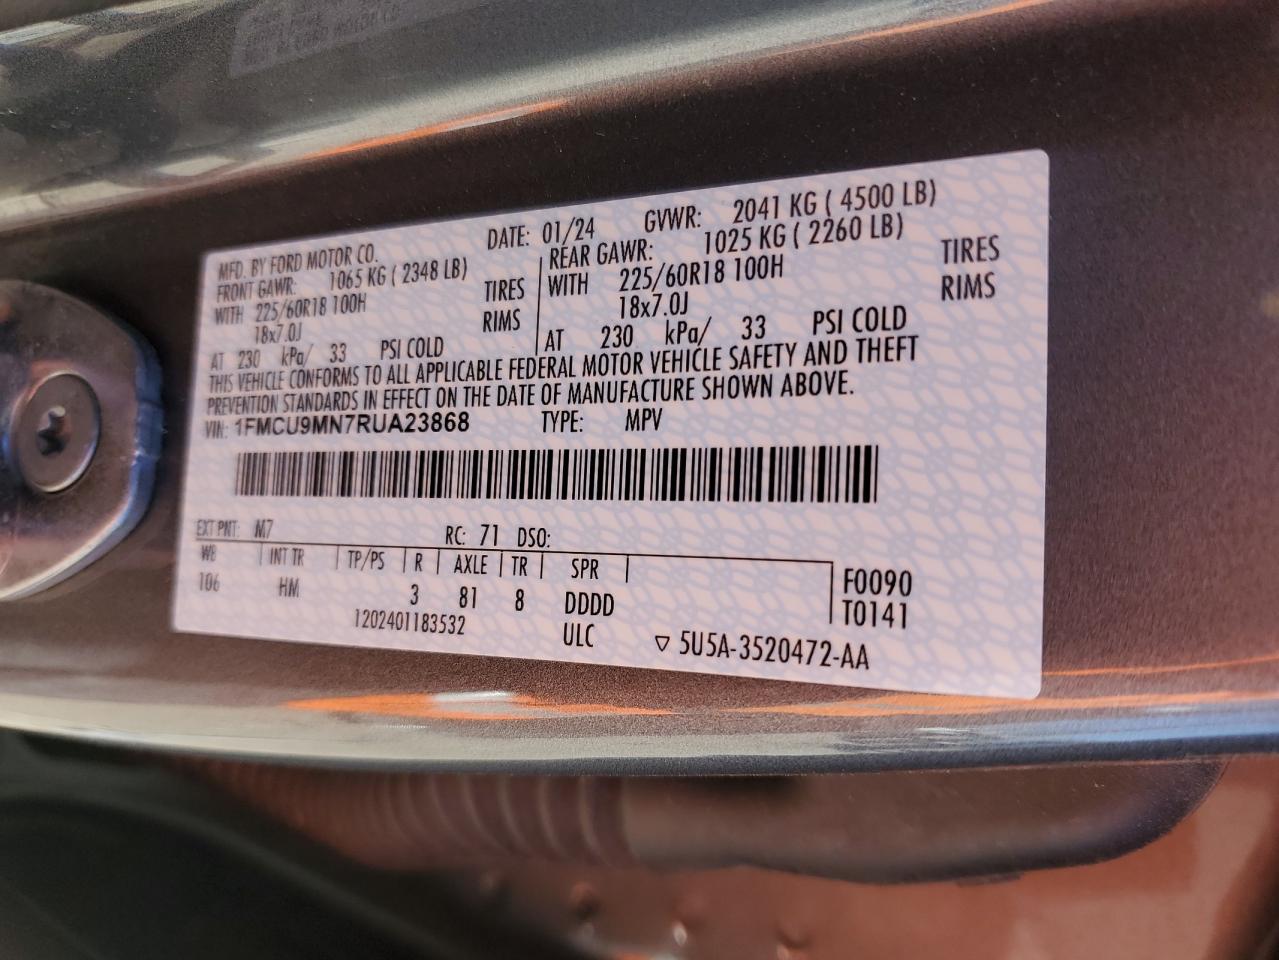 MFD. BY FORD MOTOR CO. DATE: 01/24 GVWR: 2041 KG ( 4500 LB)
FRONT GAWR: 1065 KG ( 2348 LB) REAR GAWR: 1025 KG ( 2260 LB)
WITH 225/60R18 100H TIRES WITH 225/60R18 100H TIRES
18x7.0J RIMS 18x7.0J RIMS
AT 230 kPa/ 33 PSI COLD AT 230 kPa/ 33 PSI COLD
THIS VEHICLE CONFORMS TO ALL APPLICABLE FEDERAL MOTOR VEHICLE SAFETY AND THEFT
PREVENTION STANDARDS IN EFFECT ON THE DATE OF MANUFACTURE SHOWN ABOVE.
VIN: 1FMCU9MN7RUA23868 TYPE: MPV
EXT PNT: M7 RC: 71 DSO:
WB INT TR TP/PS R AXLE TR SPR F0090
106 HM 3 81 8 DDDD T0141
1202401183532 ULC ▽ 5U5A-3520472-AA